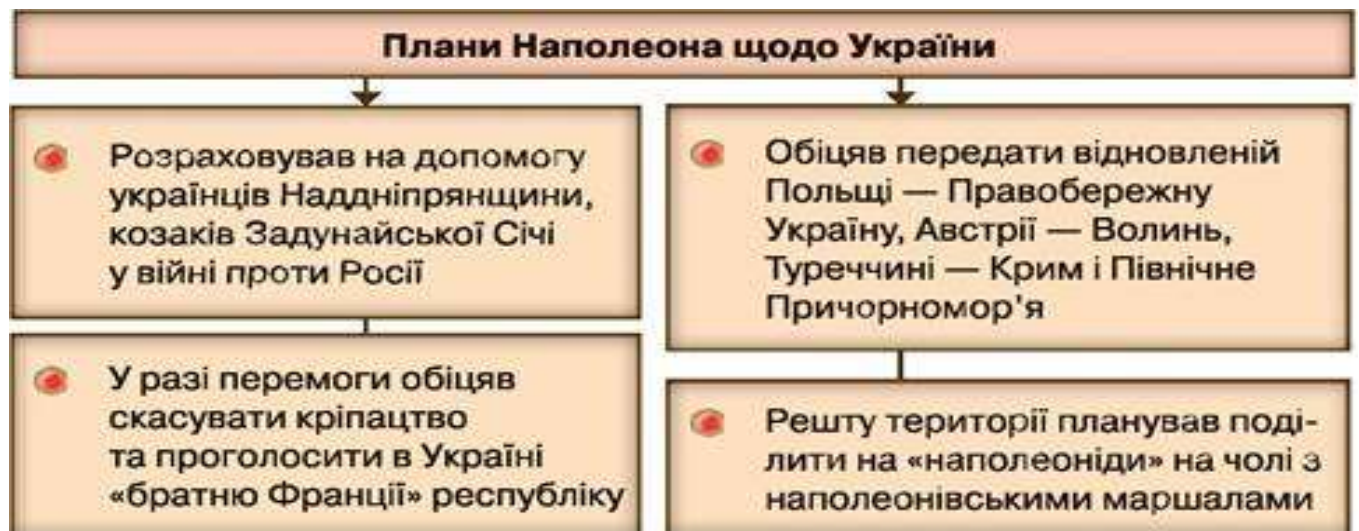 Плани Наполеона щодо України
Розраховував на допомогу
українців Наддніпрянщини,
козаків Задунайської Січі
у війні проти Росії
У разі перемоги обіцяв
скасувати кріпацтво
та проголосити в Україні
«братню Франції» республіку
Обіцяв передати відновленій
Польщі — Правобережну
Україну, Австрії — Волинь,
Туреччині — Крим і Північне
Причорномор’я
Решту території планував поді-
лити на «наполеоніди» на чолі з
наполеонівськими маршалами